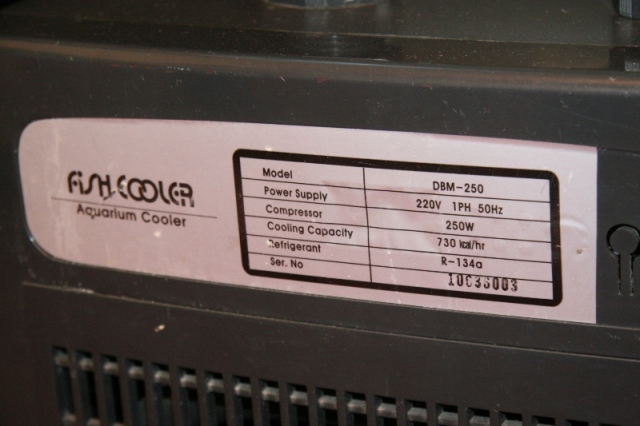 FISH COOLER
Aquarium Cooler
Model DBM-250
Power Supply 220V 1PH 50Hz
Compressor 250W
Cooling Capacity 730 kcal/hr
Refrigerant R-134a
Ser. No